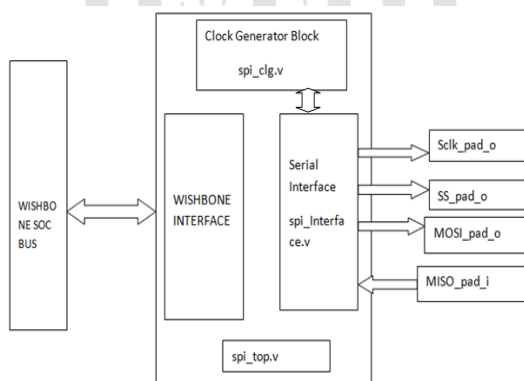 Clock Generator Block
spi_clg.v
WISHBO
NE SOC
BUS
WISHBONE
INTERFACE
Serial
Interface
spi_Interfa
ce.v
Sclk_pad_o
SS_pad_o
MOSI_pad_o
MISO_pad_i
spi_top.v